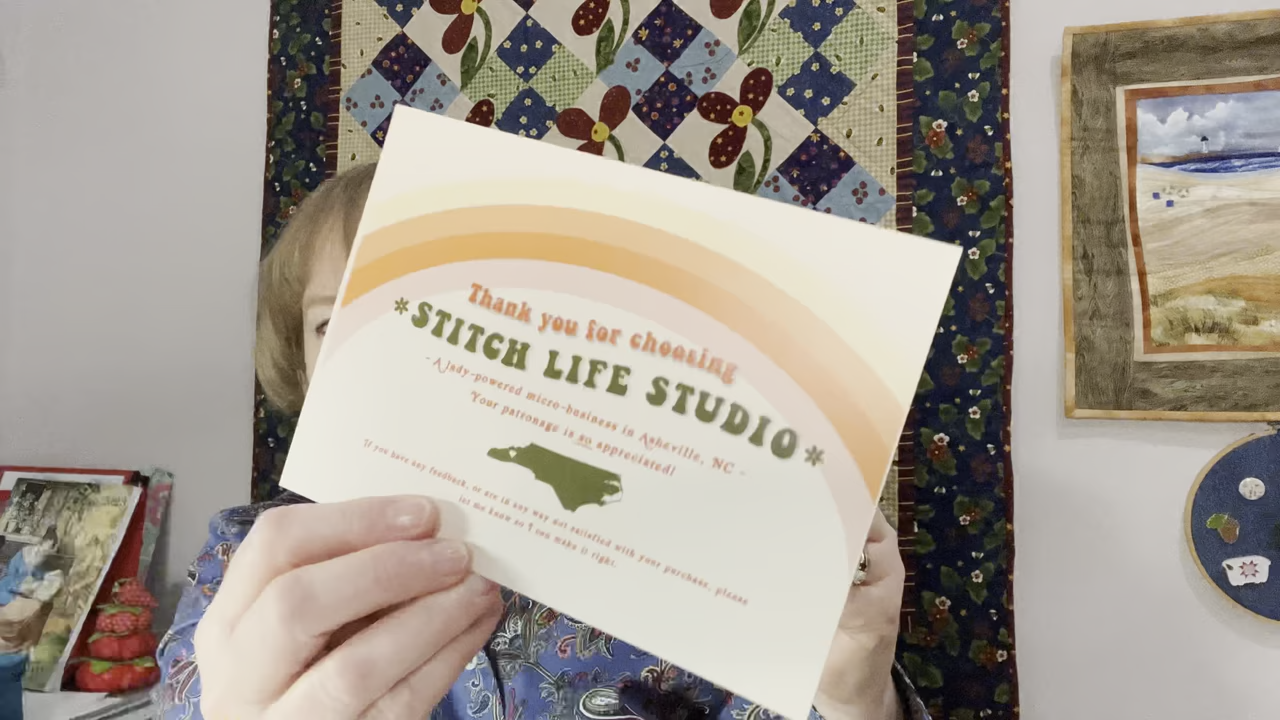 Thank you for choosing
*STITCH LIFE STUDIO*
- A lady-powered micro-business in Asheville, NC -
Your patronage is so appreciated!
If you have any feedback, or are in any way not satisfied with your purchase, please
let me know so I can make it right.